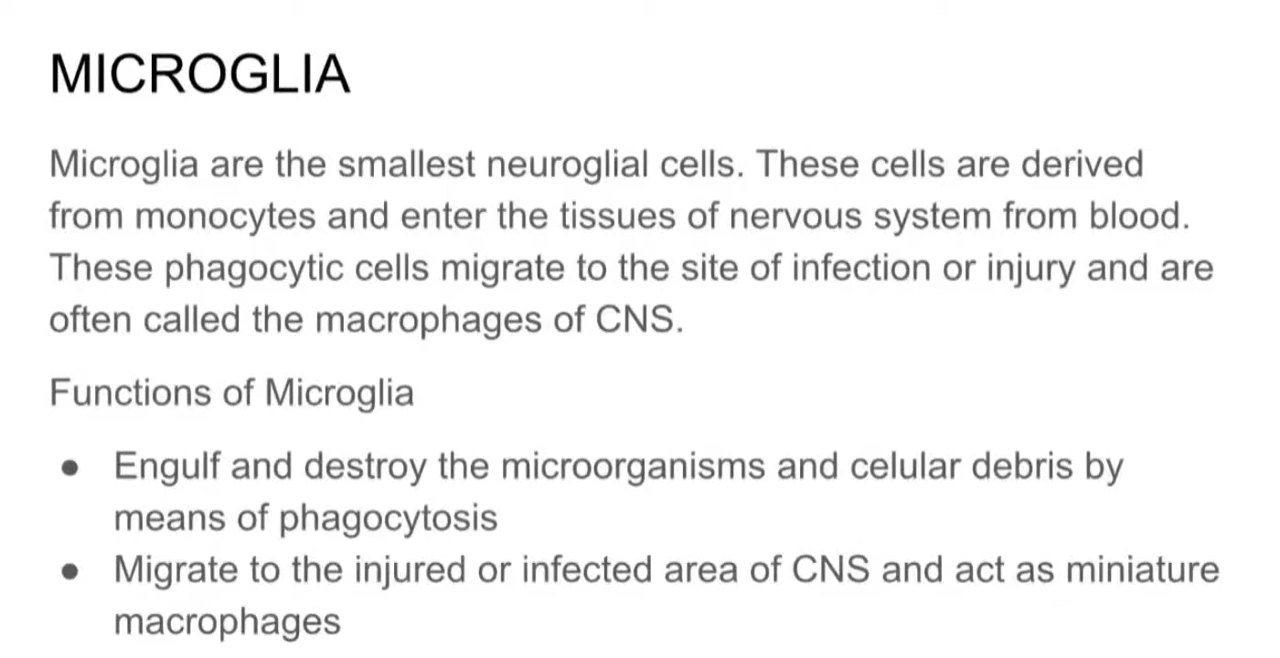 MICROGLIA
Microglia are the smallest neuroglial cells. These cells are derived
from monocytes and enter the tissues of nervous system from blood.
These phagocytic cells migrate to the site of infection or injury and are
often called the macrophages of CNS.
Functions of Microglia
● Engulf and destroy the microorganisms and celular debris by
means of phagocytosis
● Migrate to the injured or infected area of CNS and act as miniature
macrophages